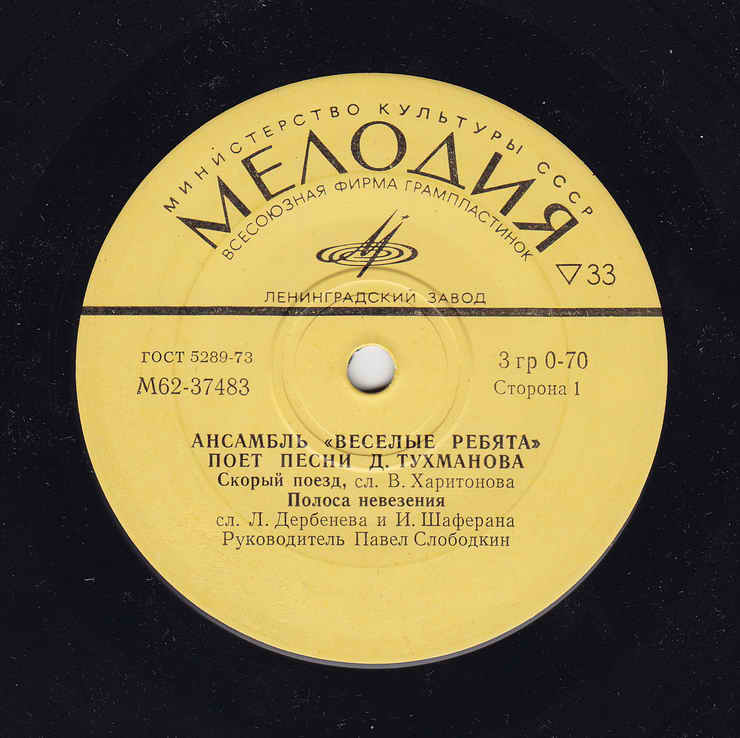 МИНИСТЕРСТВО КУЛЬТУРЫ СССР
МЕЛОДИЯ
ВСЕСОЮЗНАЯ ФИРМА ГРАМПЛАСТИНОК
▽33
ЛЕНИНГРАДСКИЙ ЗАВОД
ГОСТ 5289-73
М62-37483
3 гр 0-70
Сторона 1
АНСАМБЛЬ «ВЕСЕЛЫЕ РЕБЯТА»
ПОЕТ ПЕСНИ Д. ТУХМАНОВА
Скорый поезд, сл. В. Харитонова
Полоса невезения
сл. Л. Дербенева и И. Шаферана
Руководитель Павел Слободкин